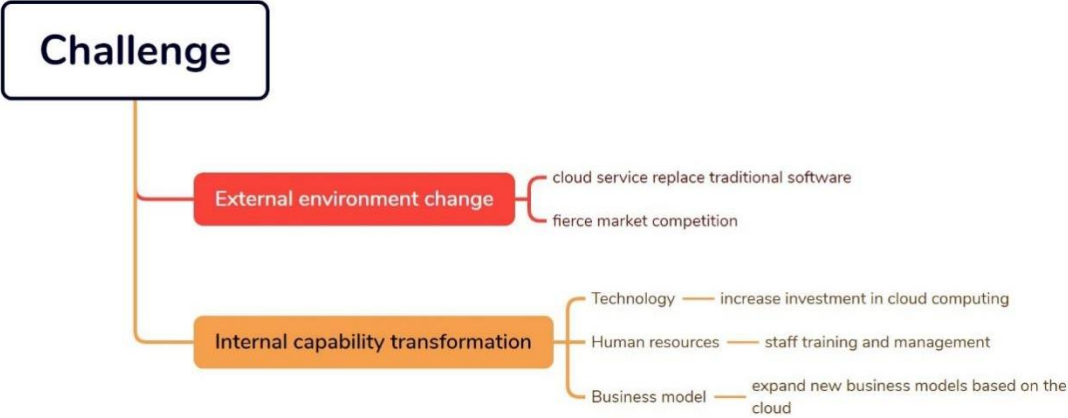 Challenge
External environment change
cloud service replace traditional software
fierce market competition
Internal capability transformation
Technology
increase investment in cloud computing
Human resources
staff training and management
Business model
expand new business models based on the
cloud